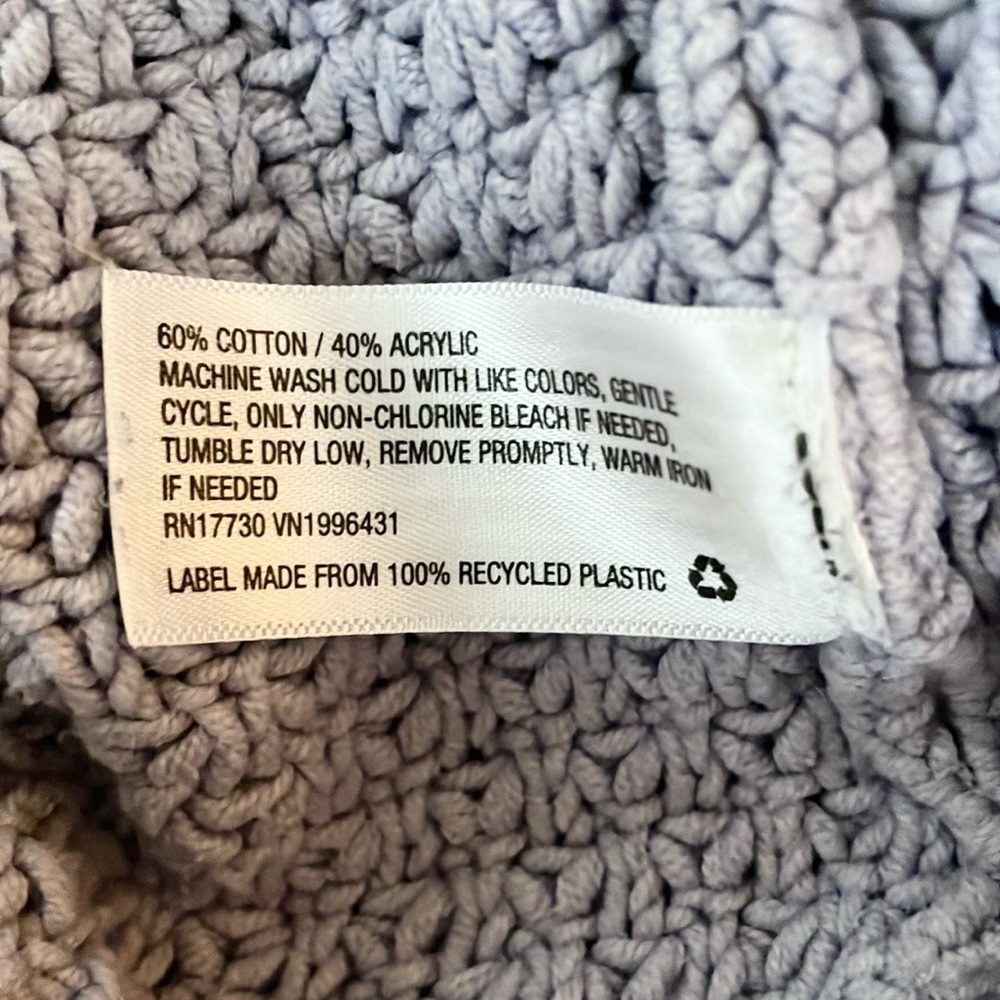 60% COTTON / 40% ACRYLIC
MACHINE WASH COLD WITH LIKE COLORS, GENTLE
CYCLE, ONLY NON-CHLORINE BLEACH IF NEEDED,
TUMBLE DRY LOW, REMOVE PROMPTLY, WARM IRON
IF NEEDED
RN17730 VN1996431
LABEL MADE FROM 100% RECYCLED PLASTIC